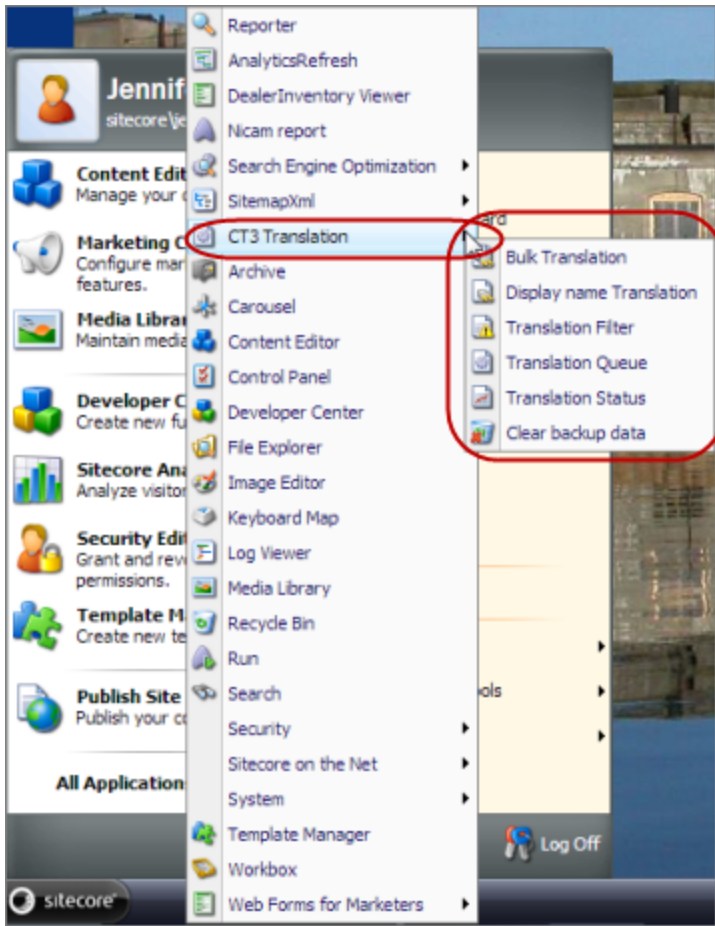 Jennif
sitecore\je
Content Edit
Manage your c
Marketing C
Configure mar
features.
Media Librar
Maintain media
Developer C
Create new fu
Sitecore Ana
Analyze visitor
Security Edit
Grant and revo
permissions.
Template M
Create new te
Publish Site
Publish your co
All Application
sitecore
Reporter
AnalyticsRefresh
DealerInventory Viewer
Nicam report
Search Engine Optimization
SitemapXml
CT3 Translation
Archive
Carousel
Content Editor
Control Panel
Developer Center
File Explorer
Image Editor
Keyboard Map
Log Viewer
Media Library
Recycle Bin
Run
Search
Security
Sitecore on the Net
System
Template Manager
Workbox
Web Forms for Marketers
ard
Bulk Translation
Display name Translation
Translation Filter
Translation Queue
Translation Status
Clear backup data
ols
Log Off